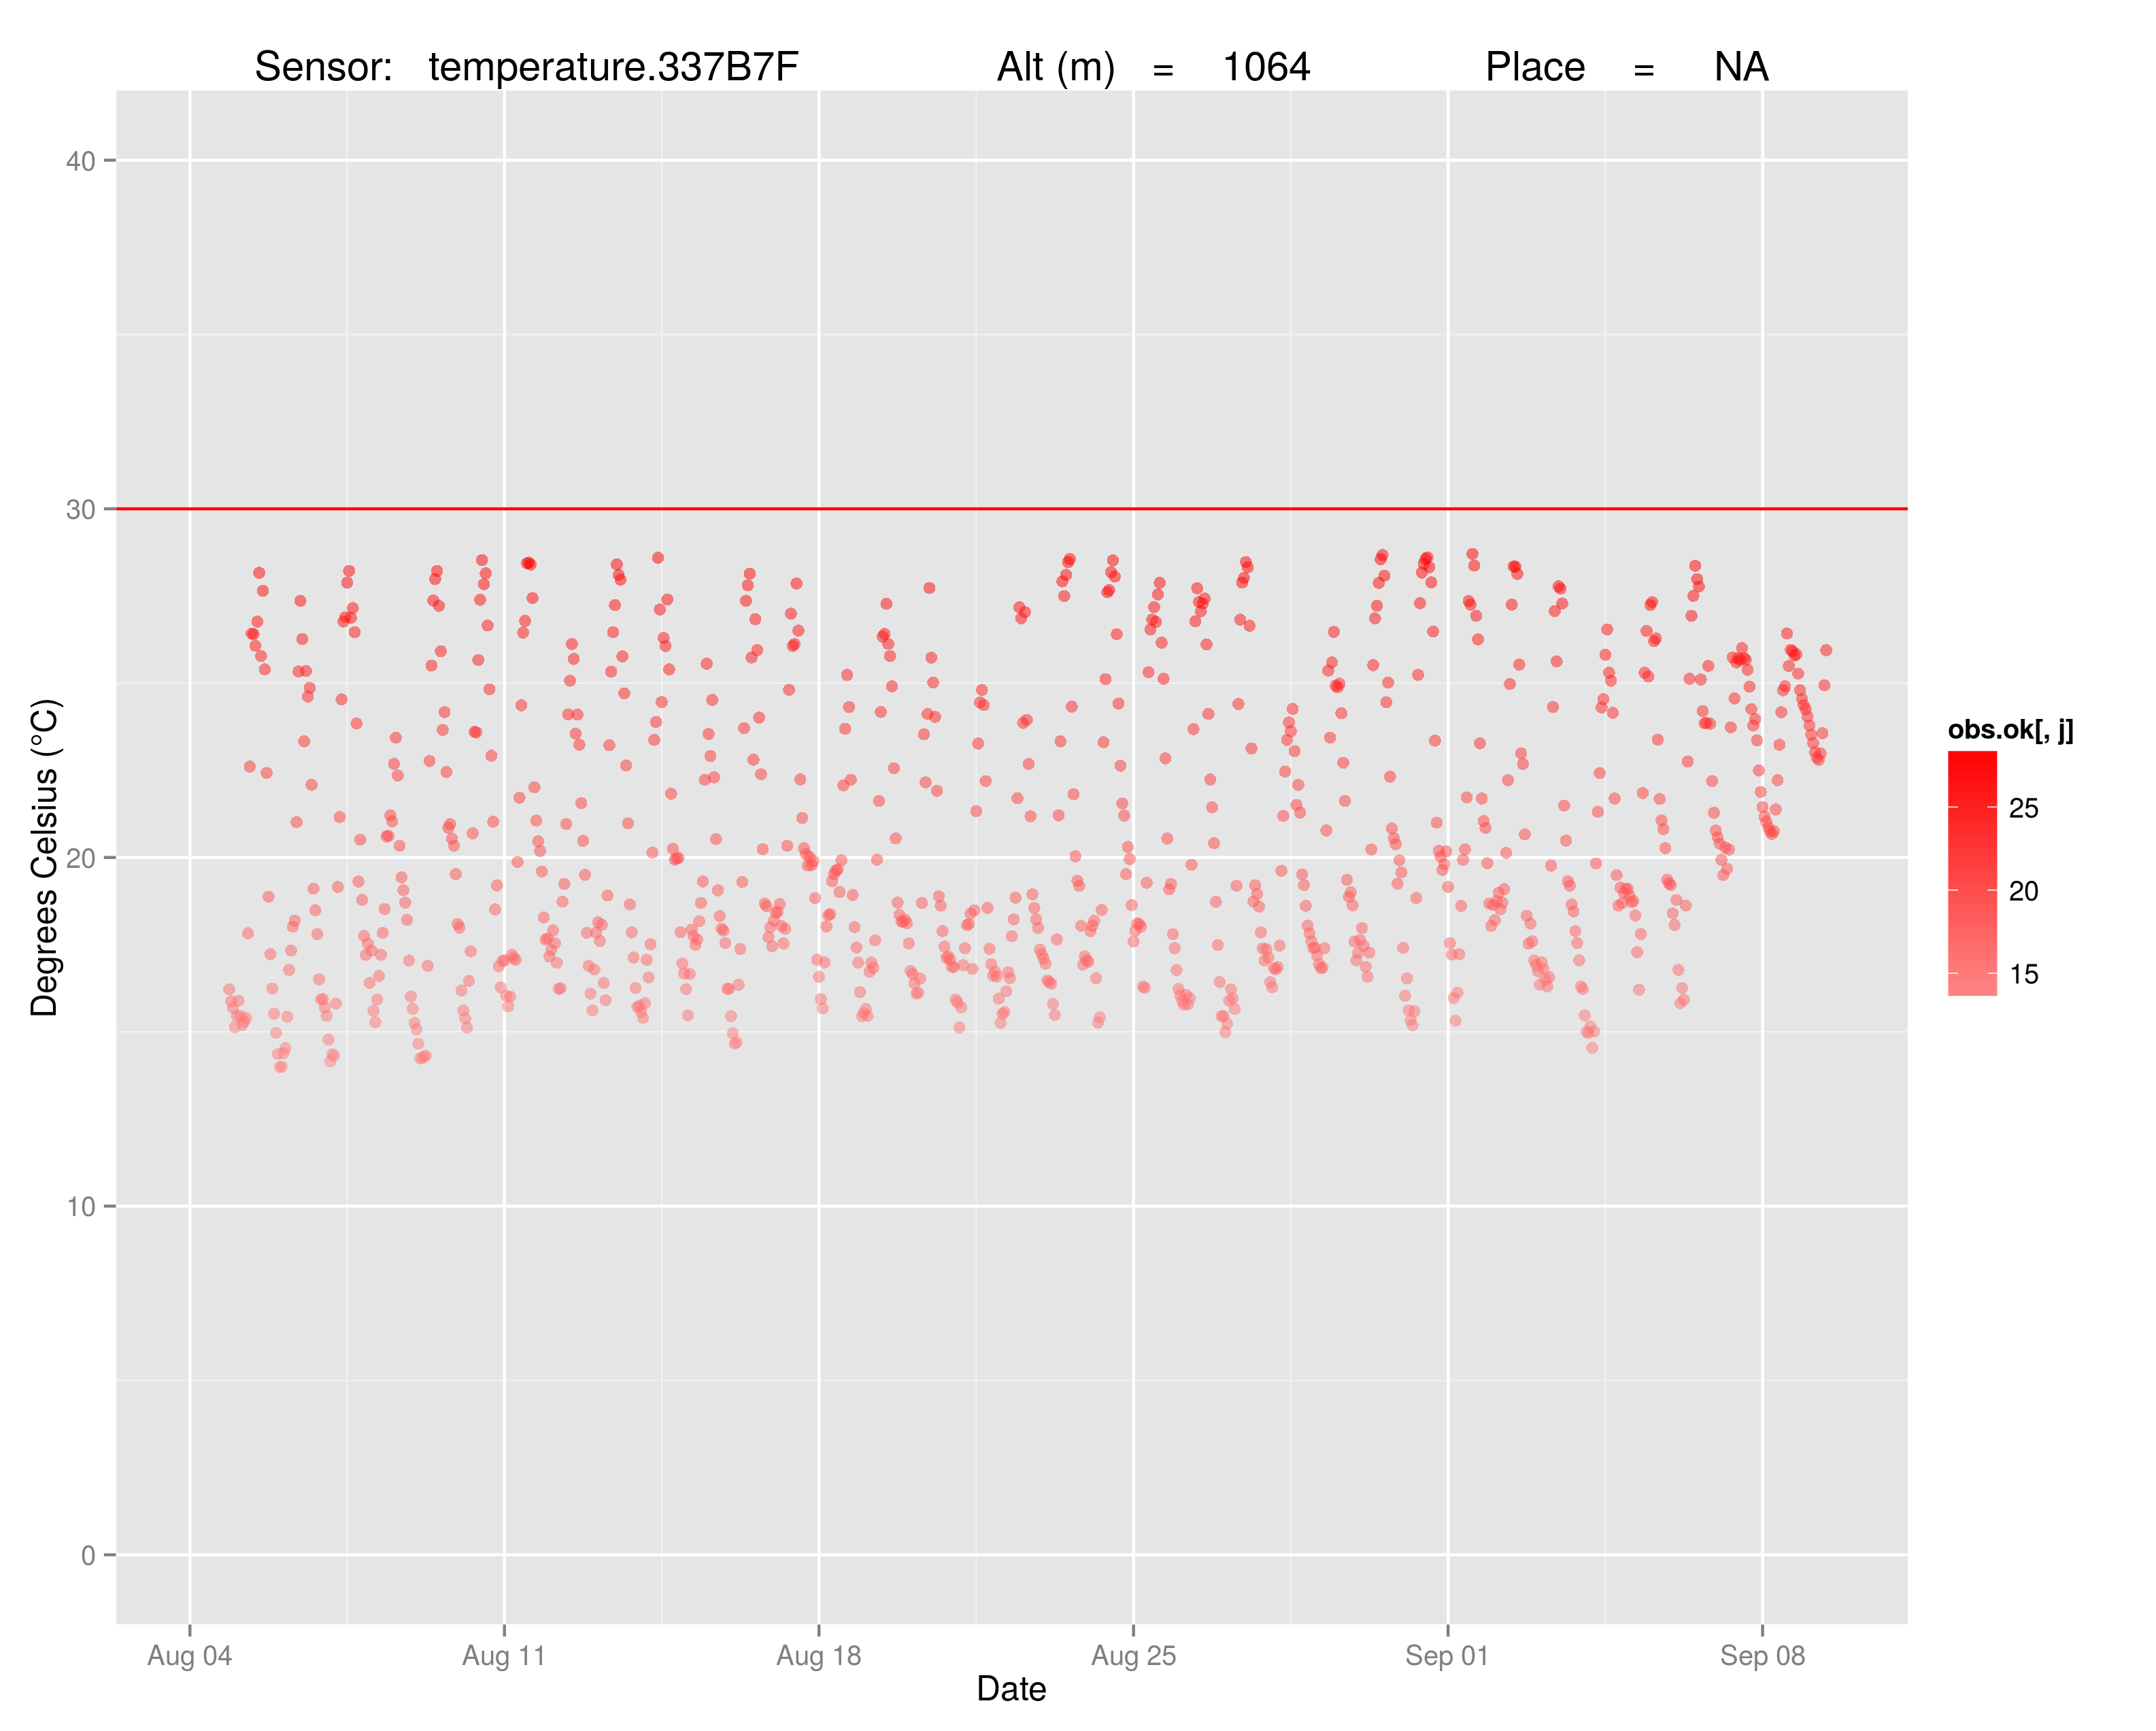 Sensor: temperature.337B7F Alt (m) = 1064 Place = NA
40
30
20
10
0
Degrees Celsius (°C)
Aug 04 Aug 11 Aug 18 Aug 25 Sep 01 Sep 08
Date
obs.ok[, j]
25
20
15